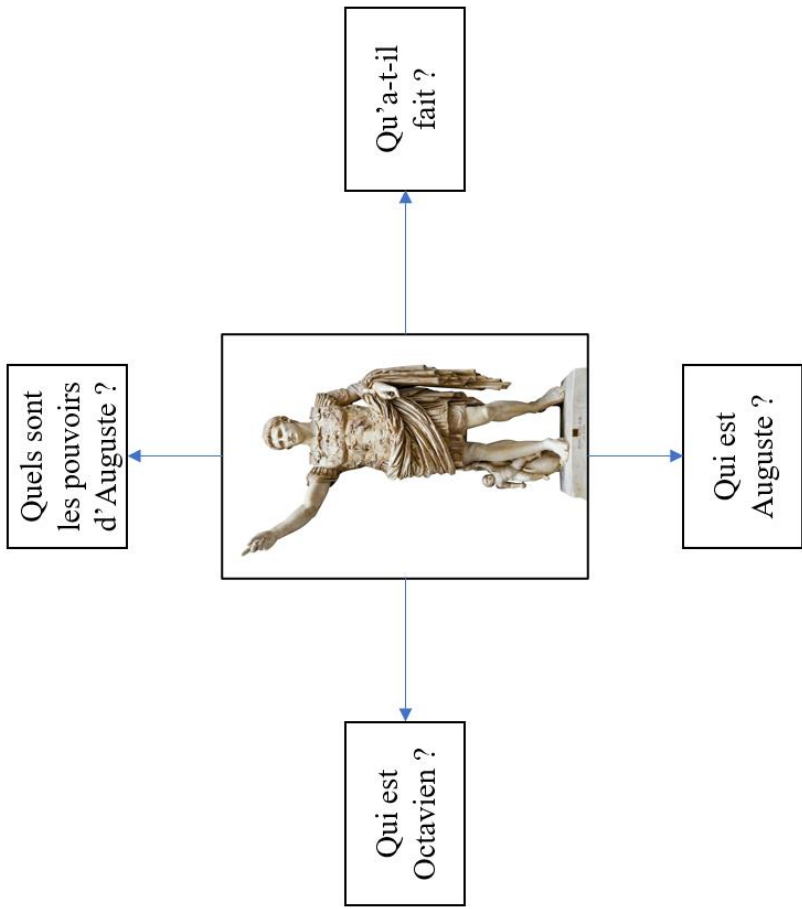 Quels sont
les pouvoirs
d’Auguste ?
Qu’a-t-il
fait ?
Qui est
Octavien ?
Qui est
Auguste ?